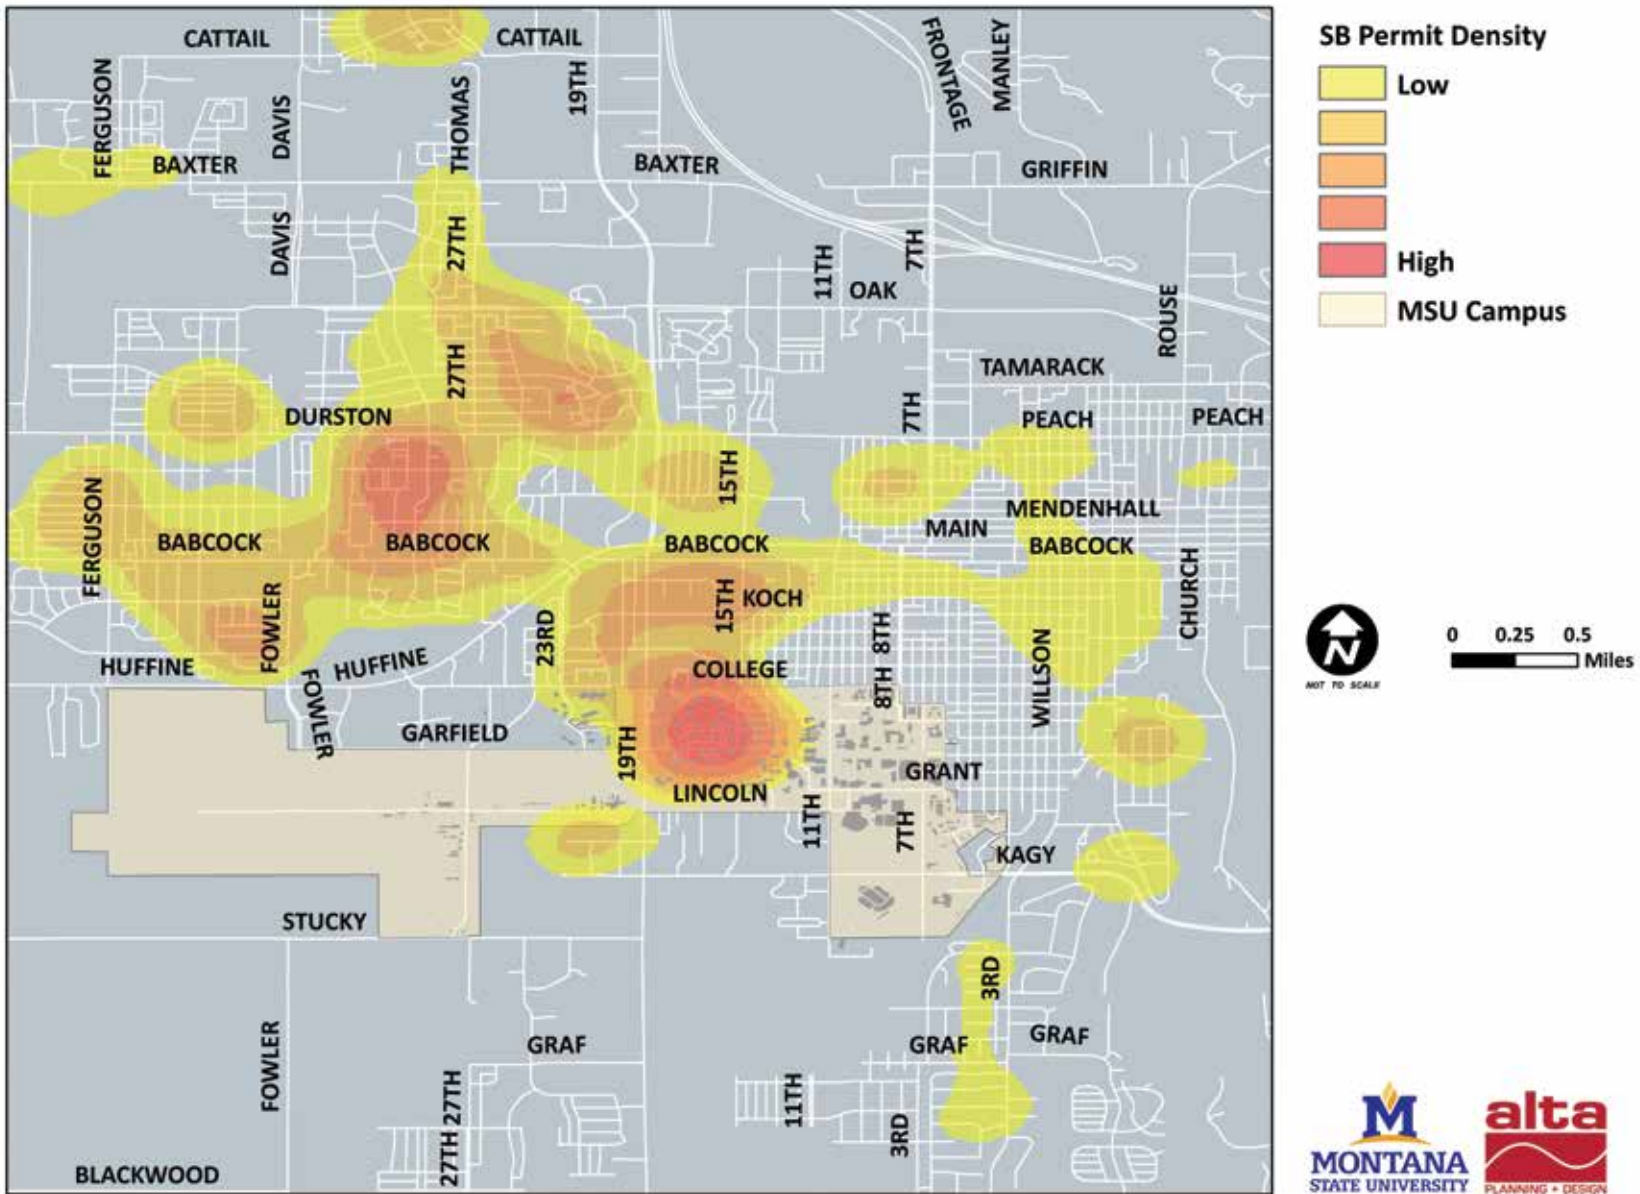 CATTAIL
CATTAIL
FERGUSON
DAVIS
THOMAS
19TH
FRONTAGE
MANLEY
BAXTER
BAXTER
GRIFFIN
DAVIS
27TH
11TH
7TH
OAK
ROUSE
27TH
TAMARACK
DURSTON
7TH
PEACH
PEACH
FERGUSON
15TH
MENDENHALL
MAIN
BABCOCK
BABCOCK
BABCOCK
BABCOCK
FOWLER
23RD
15TH
KOCH
8TH
CHURCH
HUFFINE
HUFFINE
COLLEGE
8TH
WILLSON
FOWLER
GARFIELD
19TH
GRANT
LINCOLN
11TH
7TH
KAGY
STUCKY
3RD
FOWLER
GRAF
GRAF
GRAF
27TH
11TH
3RD
27TH
BLACKWOOD
SB Permit Density
Low
High
MSU Campus
N
NOT TO SCALE
0 0.25 0.5
Miles
M
MONTANA
STATE UNIVERSITY
alta
PLANNING + DESIGN